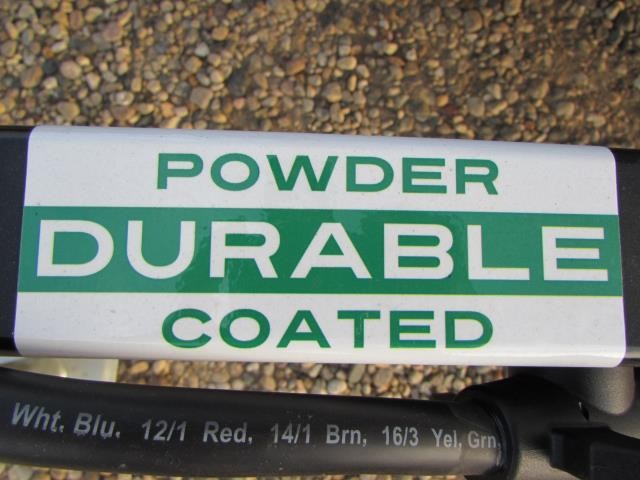 POWDER
DURABLE
COATED
Wht. Blu. 12/1 Red, 14/1 Brn, 16/3 Yel, Grn,